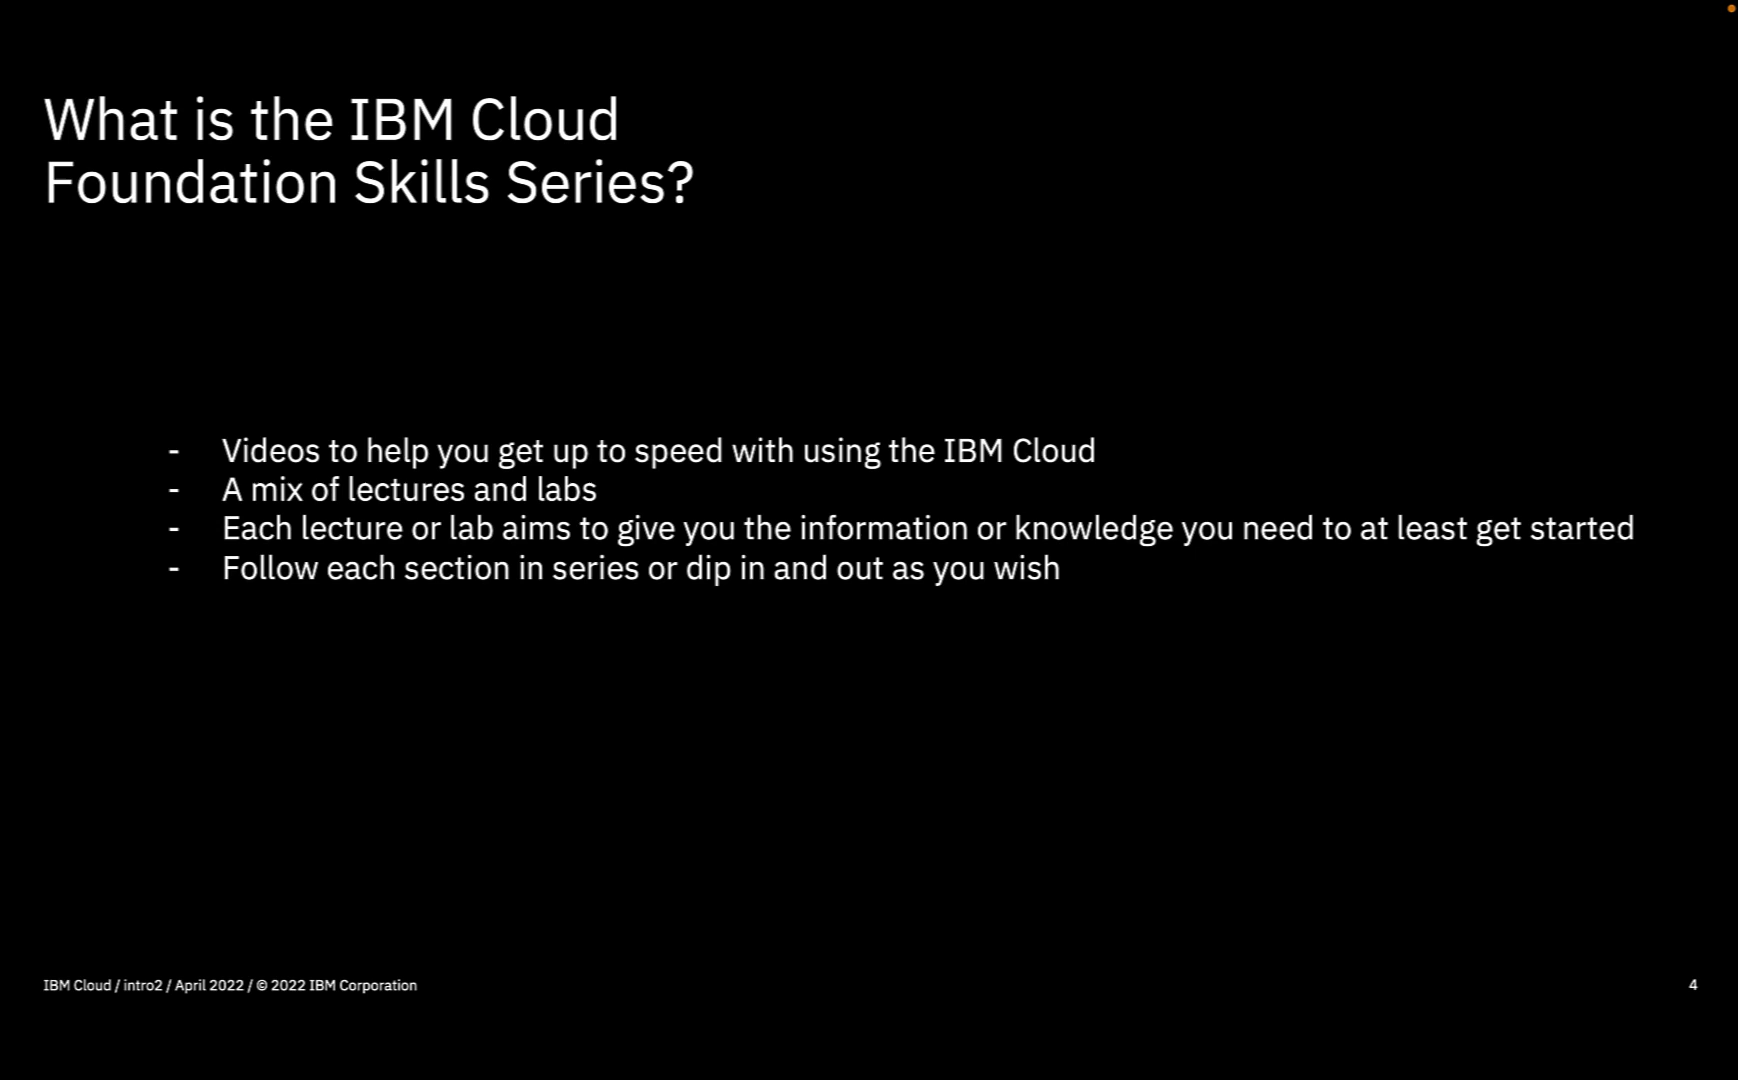 What is the IBM Cloud
Foundation Skills Series?
- Videos to help you get up to speed with using the IBM Cloud
- A mix of lectures and labs
- Each lecture or lab aims to give you the information or knowledge you need to at least get started
- Follow each section in series or dip in and out as you wish
IBM Cloud / intro2 / April 2022 / © 2022 IBM Corporation
4